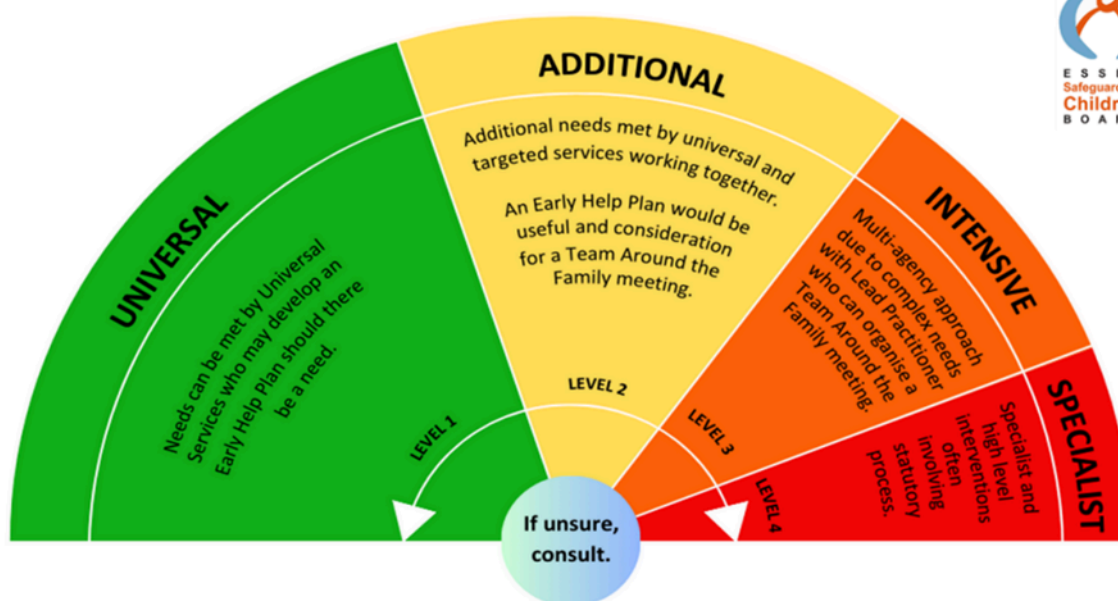 UNIVERSAL
Needs can be met by Universal
Services who may develop an
Early Help Plan should there
be a need.
LEVEL 1
ADDITIONAL
Additional needs met by universal and
targeted services working together.
An Early Help Plan would be
useful and consideration
for a Team Around the
Family meeting.
LEVEL 2
INTENSIVE
Multi-agency approach
due to complex needs
with Lead Practitioner
who can organise a
Team Around the
Family meeting.
LEVEL 3
SPECIALIST
Specialist and
high level
interventions
often
involving
statutory
process.
LEVEL 4
If unsure,
consult.